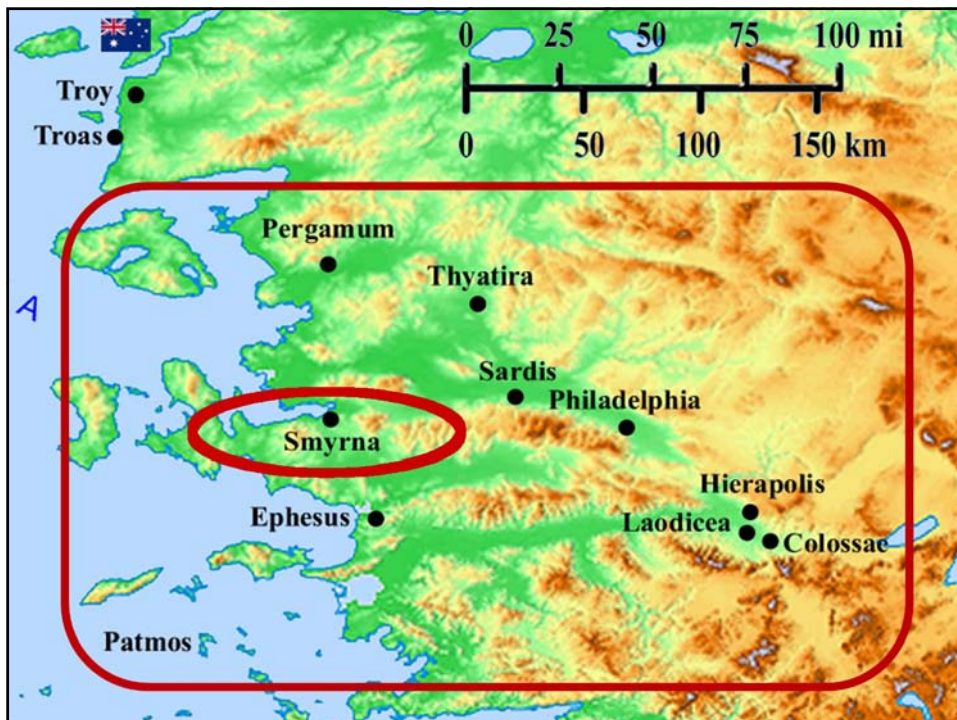 0 25 50 75 100 mi
0 50 100 150 km
Troy
Troas
Pergamum
Thyatira
A
Sardis
Philadelphia
Smyrna
Hierapolis
Ephesus
Laodicea
Colossae
Patmos